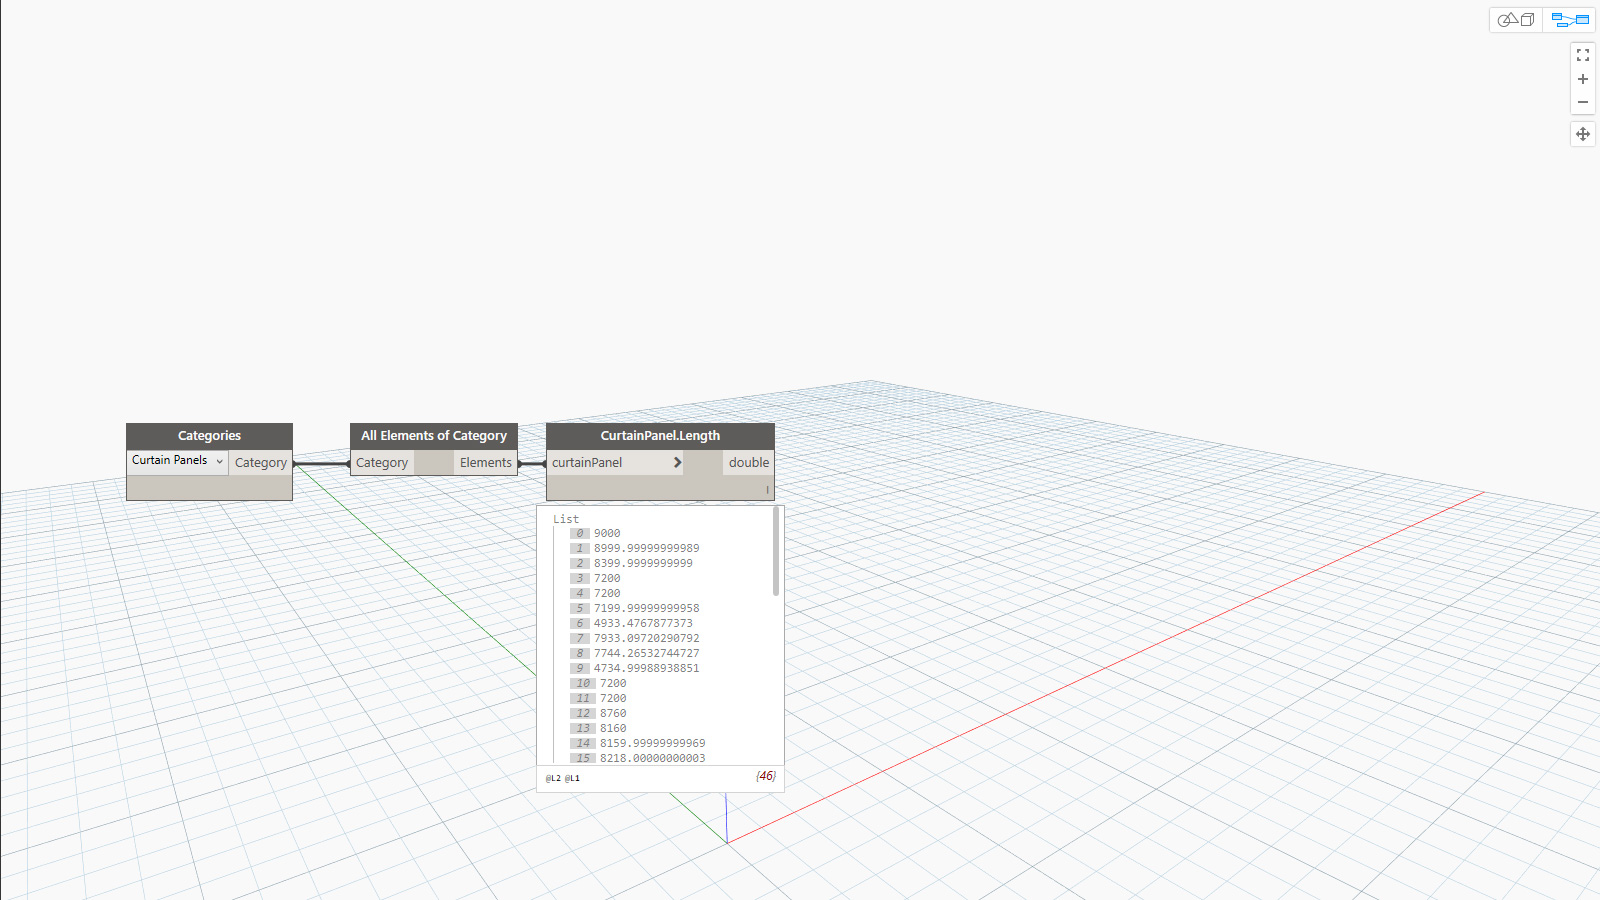 Categories
Curtain Panels Category
All Elements of Category
Category Elements
CurtainPanel.Length
curtainPanel > double
l
List
0 9000
1 8999.99999999989
2 8399.9999999999
3 7200
4 7200
5 7199.99999999958
6 4933.4767877373
7 7933.09720290792
8 7744.26532744727
9 4734.99988938851
10 7200
11 7200
12 8760
13 8160
14 8159.99999999969
15 8218.00000000003
@L2 @L1 {46}